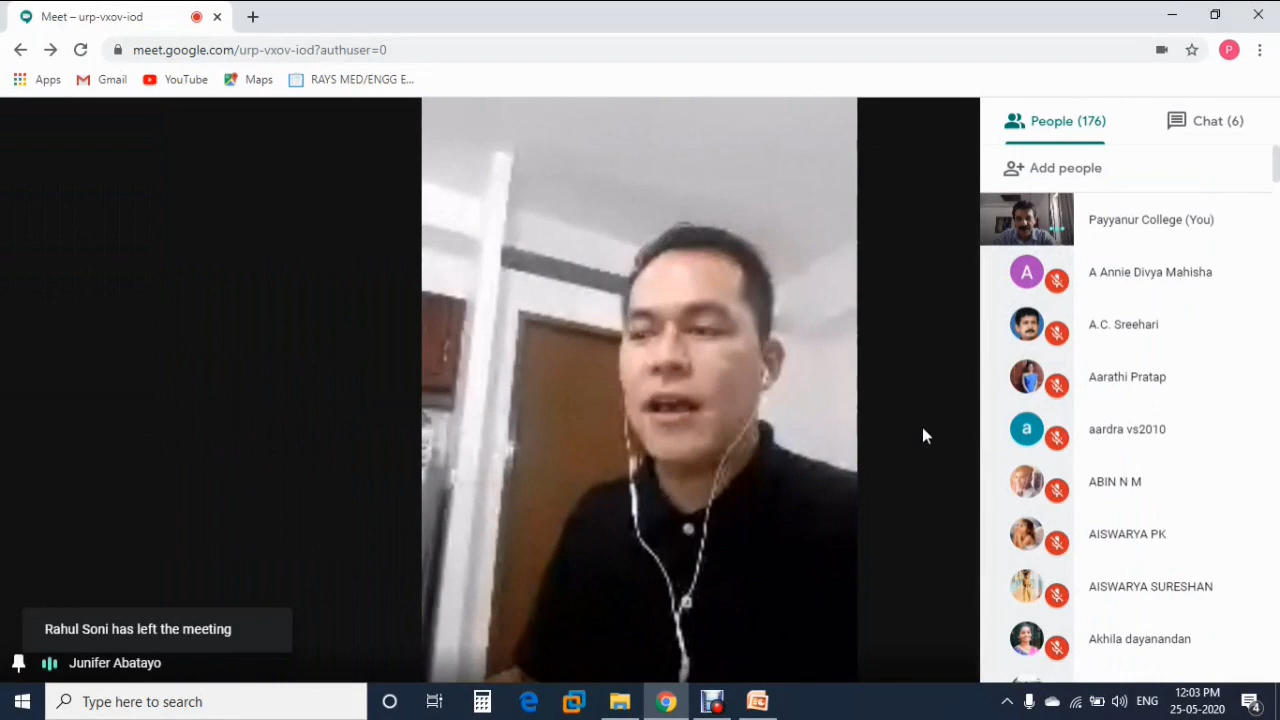 Meet – urp-vxov-iod
meet.google.com/urp-vxov-iod?authuser=0
P
Apps
Gmail
YouTube
Maps
RAYS MED/ENGG E...
People (176)
Chat (6)
Add people
Payyanur College (You)
A
A Annie Divya Mahisha
A.C. Sreehari
Aarathi Pratap
a
aardra vs2010
ABIN N M
AISWARYA PK
AISWARYA SURESHAN
Akhila dayanandan
Rahul Soni has left the meeting
Junifer Abatayo
Type here to search
ENG
12:03 PM
25-05-2020
4